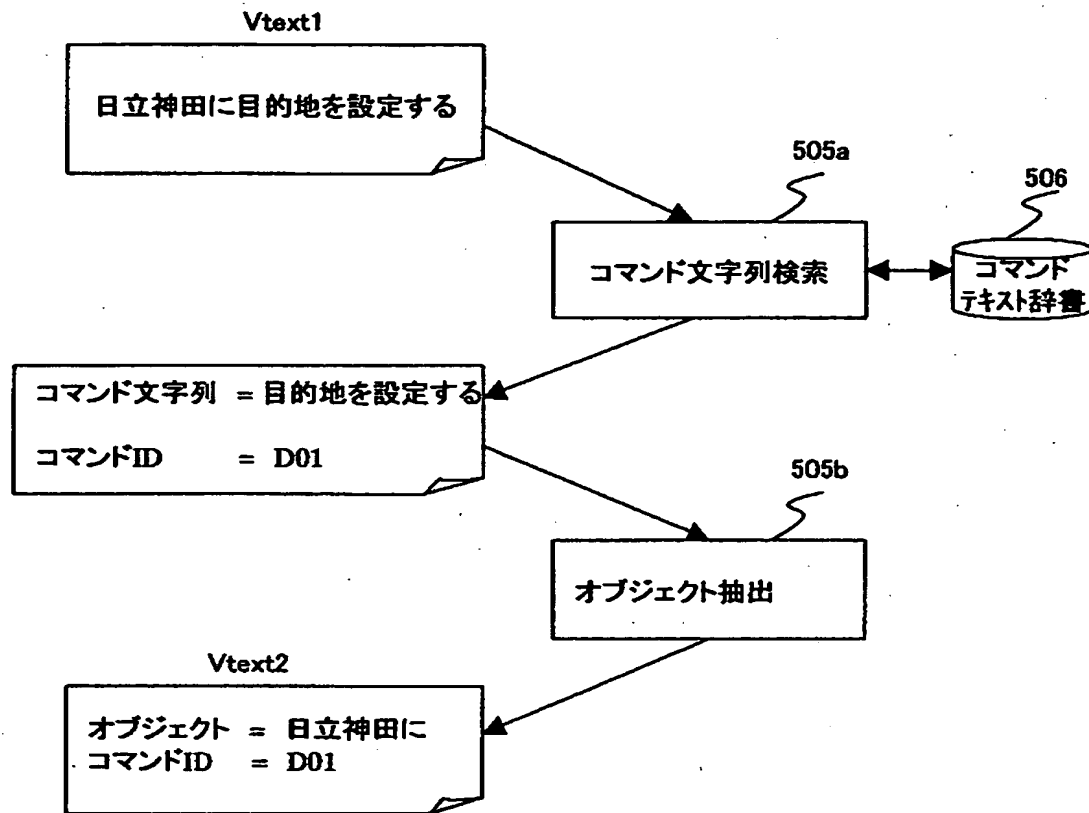 Vtext1
日立神田に目的地を設定する
505a
506
コマンド文字列検索
コマンド
テキスト辞書
コマンド文字列 = 目的地を設定する
コマンドID = D01
505b
オブジェクト抽出
Vtext2
オブジェクト = 日立神田に
コマンドID = D01